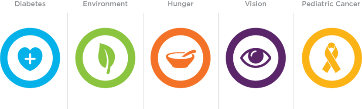 Diabetes
Environment
Hunger
Vision
Pediatric Cancer